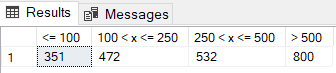 Results Messages
<= 100 100 < x <= 250 250 < x <= 500 > 500
1 351 472 532 800